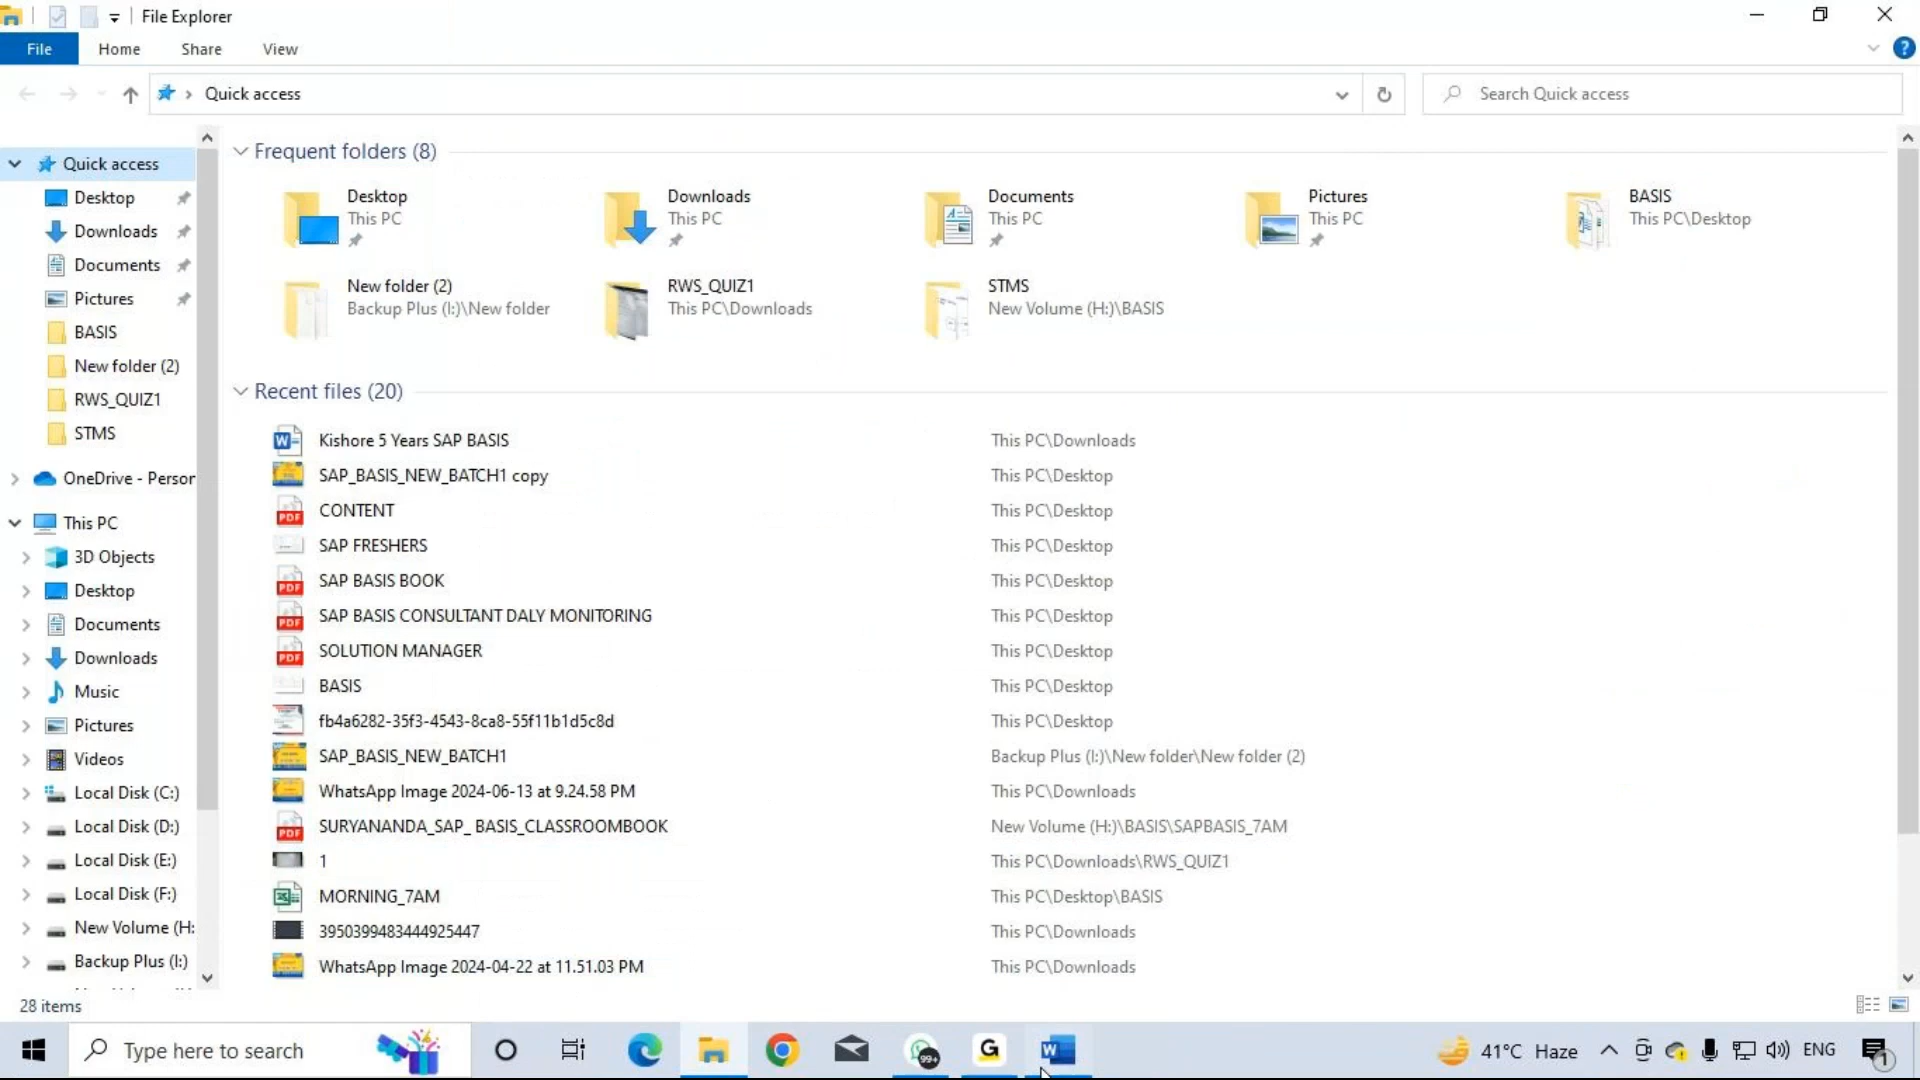 File Explorer
File Home Share View
Quick access
Search Quick access
Quick access
Desktop
Downloads
Documents
Pictures
BASIS
New folder (2)
RWS_QUIZ1
STMS
OneDrive - Person
This PC
3D Objects
Desktop
Documents
Downloads
Music
Pictures
Videos
Local Disk (C:)
Local Disk (D:)
Local Disk (E:)
Local Disk (F:)
New Volume (H:
Backup Plus (I:)
Frequent folders (8)
Desktop
This PC
Downloads
This PC
Documents
This PC
Pictures
This PC
BASIS
This PC\Desktop
New folder (2)
Backup Plus (I:)\New folder
RWS_QUIZ1
This PC\Downloads
STMS
New Volume (H:)\BASIS
Recent files (20)
Kishore 5 Years SAP BASIS This PC\Downloads
SAP_BASIS_NEW_BATCH1 copy This PC\Desktop
CONTENT This PC\Desktop
SAP FRESHERS This PC\Desktop
SAP BASIS BOOK This PC\Desktop
SAP BASIS CONSULTANT DALY MONITORING This PC\Desktop
SOLUTION MANAGER This PC\Desktop
BASIS This PC\Desktop
fb4a6282-35f3-4543-8ca8-55f11b1d5c8d This PC\Desktop
SAP_BASIS_NEW_BATCH1 Backup Plus (I:)\New folder\New folder (2)
WhatsApp Image 2024-06-13 at 9.24.58 PM This PC\Downloads
SURYANANDA_SAP_ BASIS_CLASSROOMBOOK New Volume (H:)\BASIS\SAPBASIS_7AM
1 This PC\Downloads\RWS_QUIZ1
MORNING_7AM This PC\Desktop\BASIS
3950399483444925447 This PC\Downloads
WhatsApp Image 2024-04-22 at 11.51.03 PM This PC\Downloads
28 items
Type here to search 99+ G W 41°C Haze ENG 1